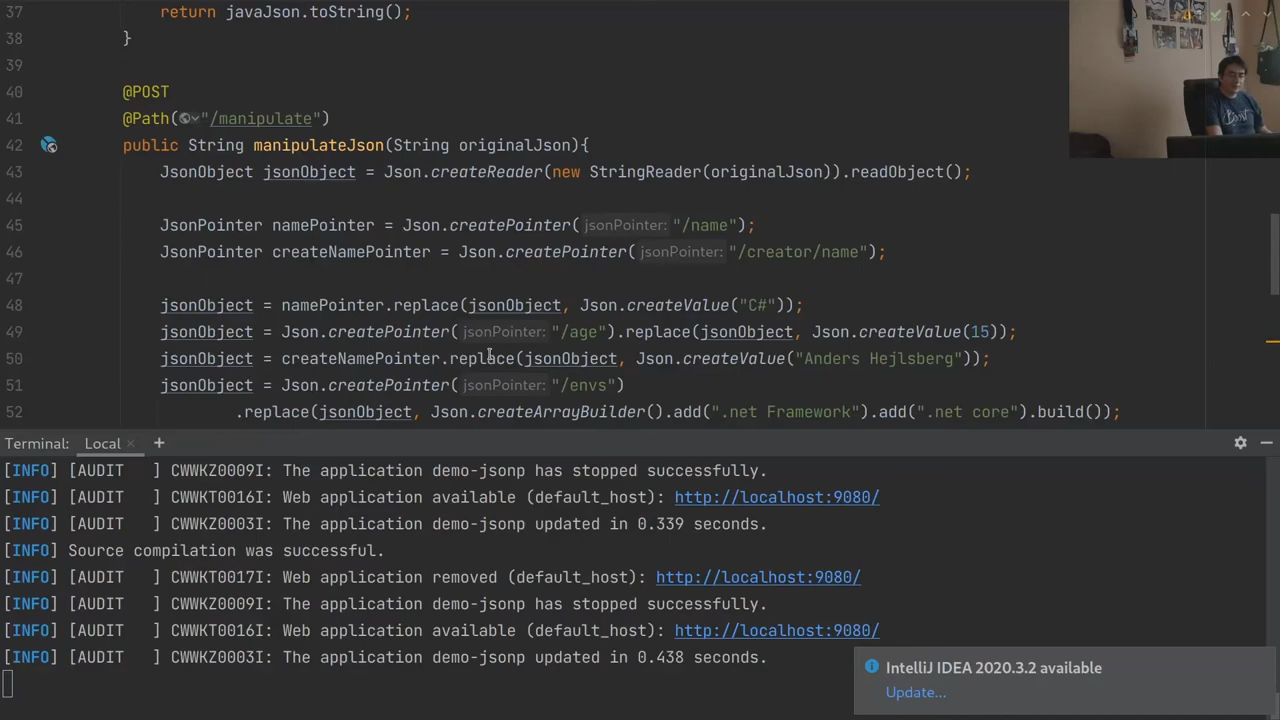 37 return javaJson.toString();
38 }
39
40 @POST
41 @Path("/manipulate")
42 public String manipulateJson(String originalJson){
43 JsonObject jsonObject = Json.createReader(new StringReader(originalJson)).readObject();
44
45 JsonPointer namePointer = Json.createPointer( jsonPointer: "/name");
46 JsonPointer createNamePointer = Json.createPointer( jsonPointer: "/creator/name");
47
48 jsonObject = namePointer.replace(jsonObject, Json.createValue("C#"));
49 jsonObject = Json.createPointer( jsonPointer: "/age").replace(jsonObject, Json.createValue(15));
50 jsonObject = createNamePointer.replace(jsonObject, Json.createValue("Anders Hejlsberg"));
51 jsonObject = Json.createPointer( jsonPointer: "/envs")
52 .replace(jsonObject, Json.createArrayBuilder().add(".net Framework").add(".net core").build());
Terminal: Local × +
[INFO] [AUDIT   ] CWWKZ0009I: The application demo-jsonp has stopped successfully.
[INFO] [AUDIT   ] CWWKT0016I: Web application available (default_host): http://localhost:9080/
[INFO] [AUDIT   ] CWWKZ0003I: The application demo-jsonp updated in 0.339 seconds.
[INFO] Source compilation was successful.
[INFO] [AUDIT   ] CWWKT0017I: Web application removed (default_host): http://localhost:9080/
[INFO] [AUDIT   ] CWWKZ0009I: The application demo-jsonp has stopped successfully.
[INFO] [AUDIT   ] CWWKT0016I: Web application available (default_host): http://localhost:9080/
[INFO] [AUDIT   ] CWWKZ0003I: The application demo-jsonp updated in 0.438 seconds.
IntelliJ IDEA 2020.3.2 available
Update...